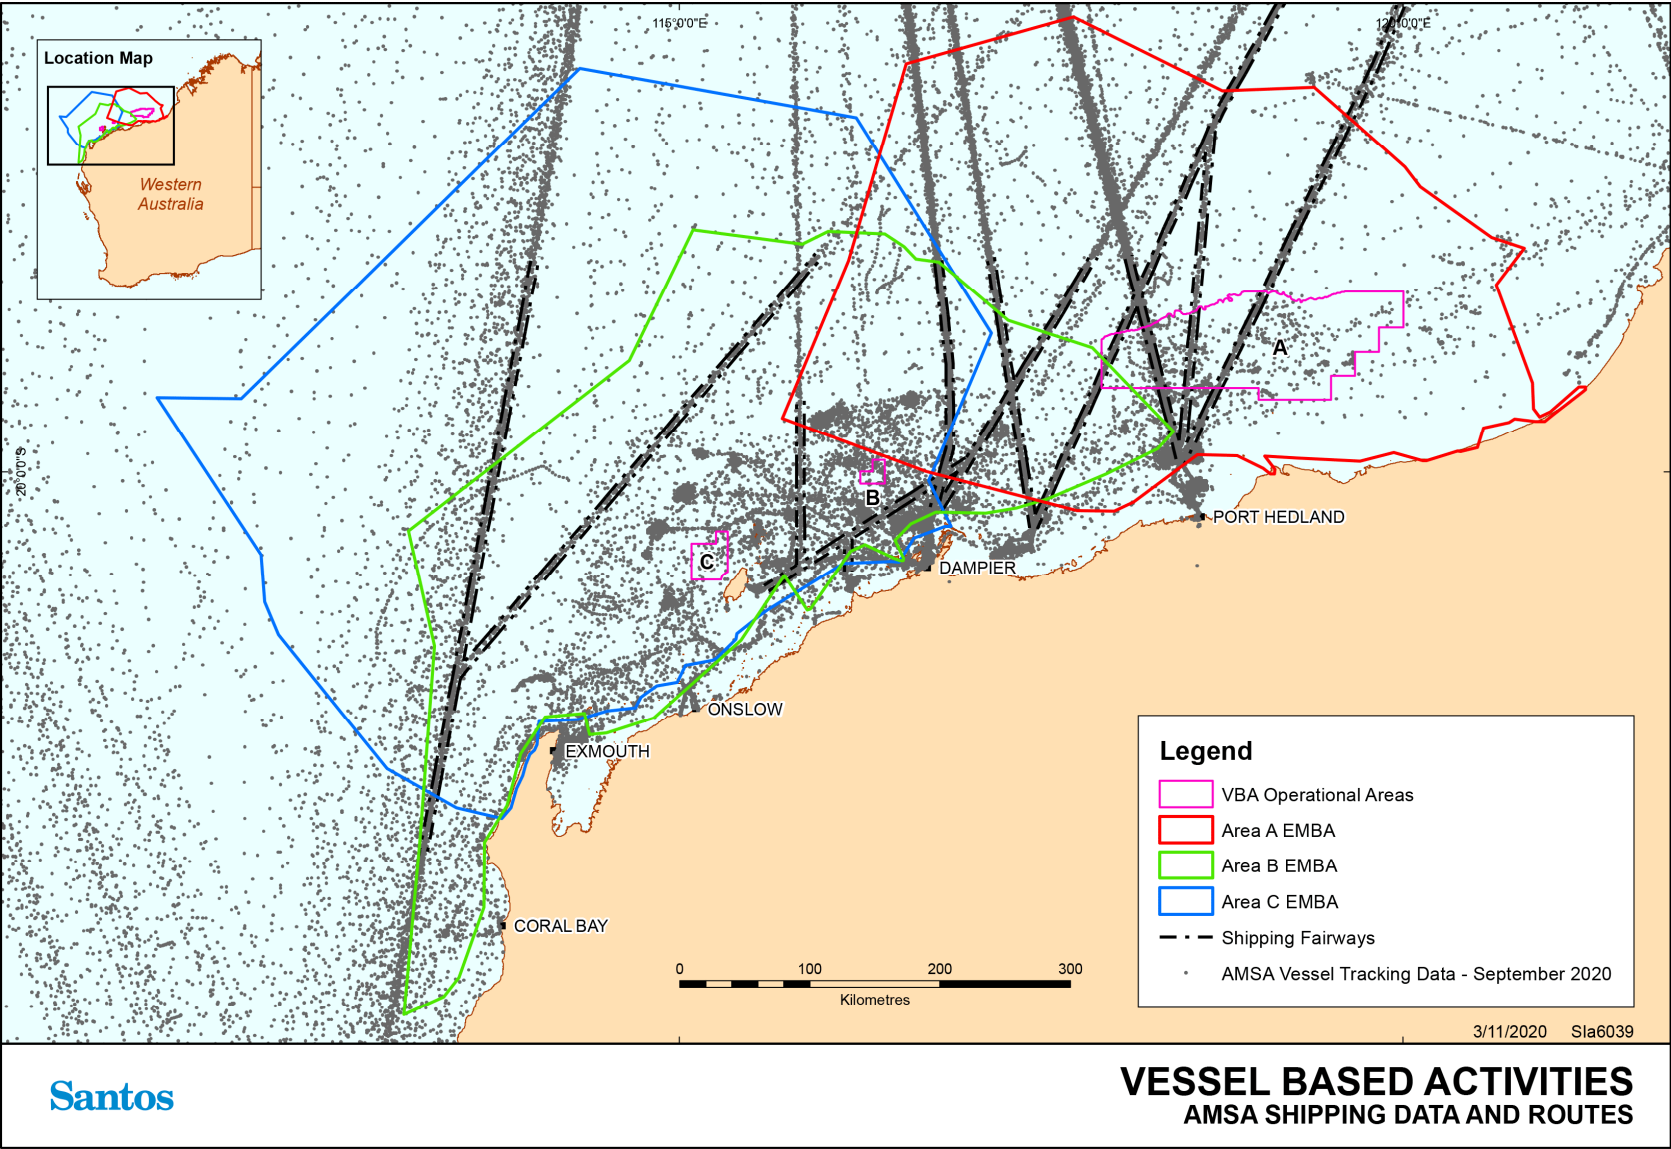 115°0'0"E
120°0'0"E
Location Map
Western
Australia
20°0'0"S
A
B
C
PORT HEDLAND
DAMPIER
ONSLOW
EXMOUTH
CORAL BAY
Legend
VBA Operational Areas
Area A EMBA
Area B EMBA
Area C EMBA
Shipping Fairways
AMSA Vessel Tracking Data - September 2020
0 100 200 300
Kilometres
3/11/2020 SIa6039
Santos
VESSEL BASED ACTIVITIES
AMSA SHIPPING DATA AND ROUTES